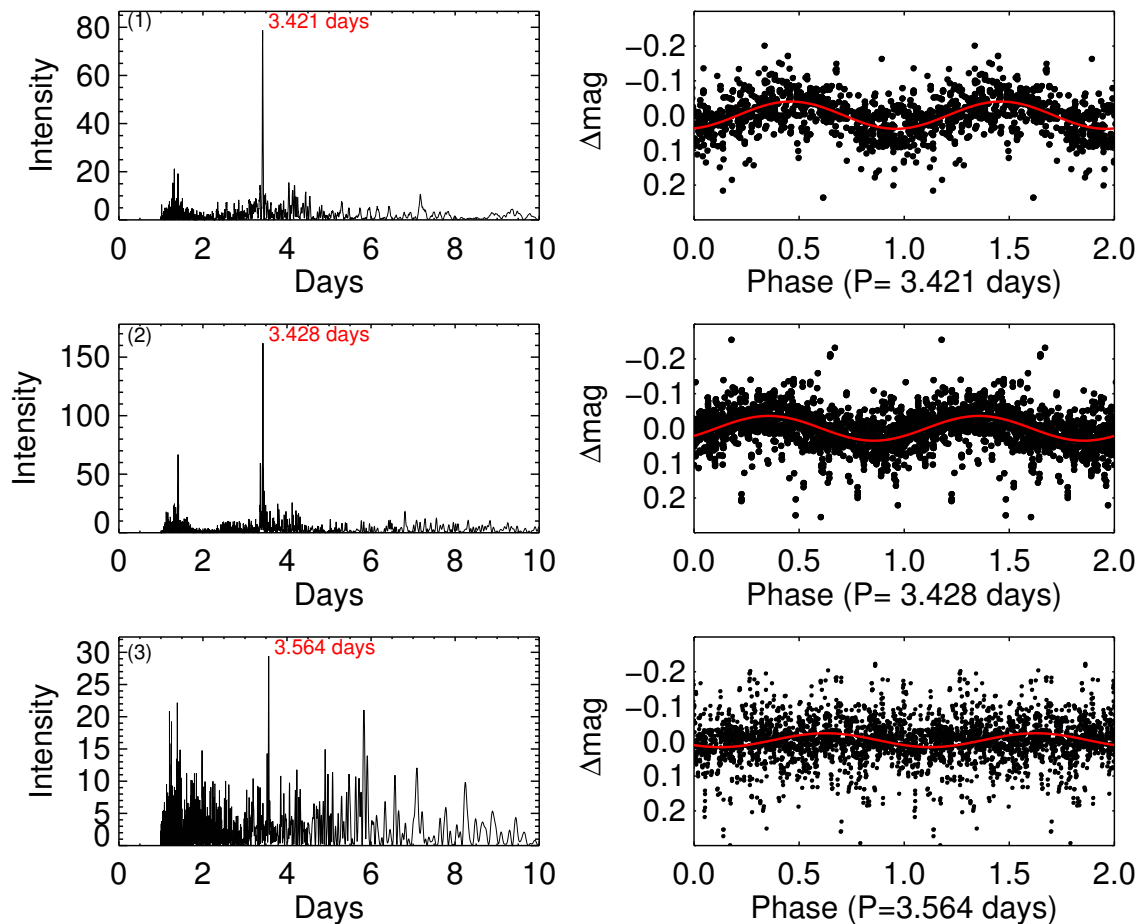 (1)
3.421 days
80
60
40
20
0
Intensity
0 2 4 6 8 10
Days
−0.2
−0.1
0.0
0.1
0.2
Δmag
0.0 0.5 1.0 1.5 2.0
Phase (P= 3.421 days)
(2)
3.428 days
150
100
50
0
Intensity
0 2 4 6 8 10
Days
−0.2
−0.1
0.0
0.1
0.2
Δmag
0.0 0.5 1.0 1.5 2.0
Phase (P= 3.428 days)
(3)
3.564 days
30
25
20
15
10
5
0
Intensity
0 2 4 6 8 10
Days
−0.2
−0.1
0.0
0.1
0.2
Δmag
0.0 0.5 1.0 1.5 2.0
Phase (P=3.564 days)